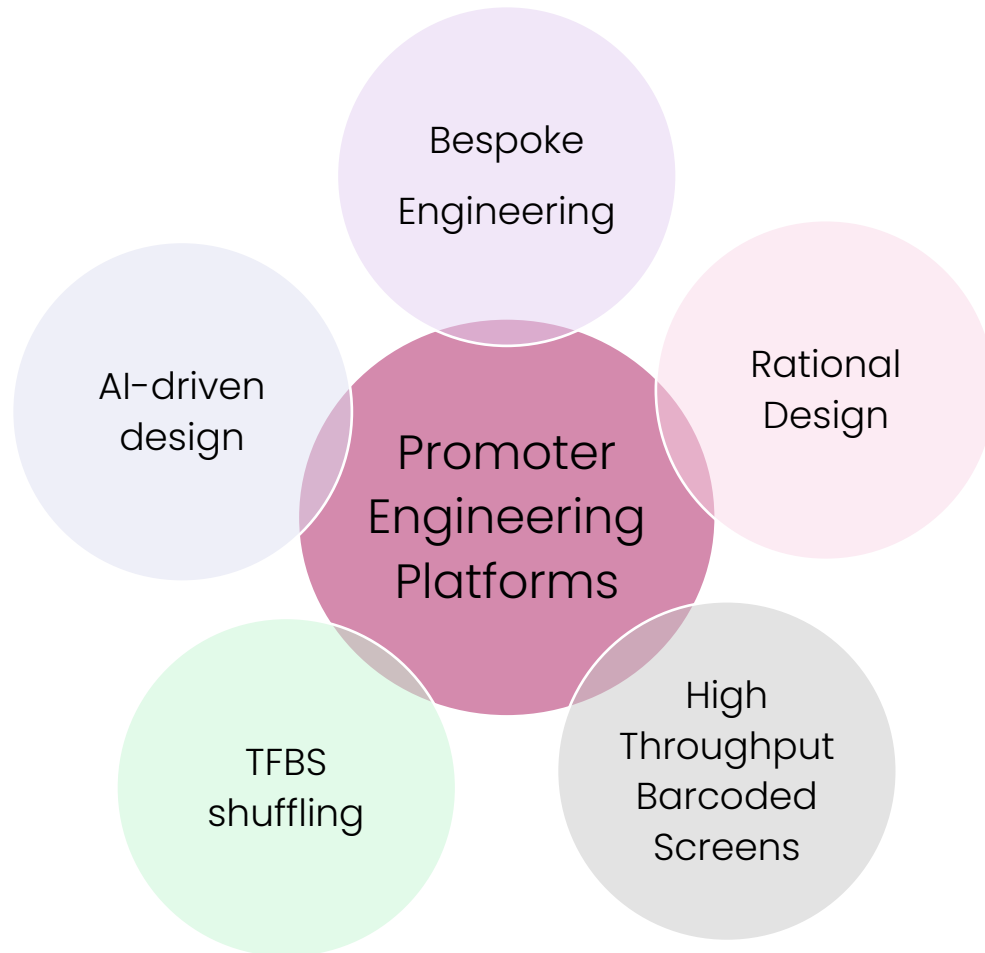 Bespoke
Engineering
Rational
Design
AI-driven
design
Promoter
Engineering
Platforms
High
Throughput
Barcoded
Screens
TFBS
shuffling